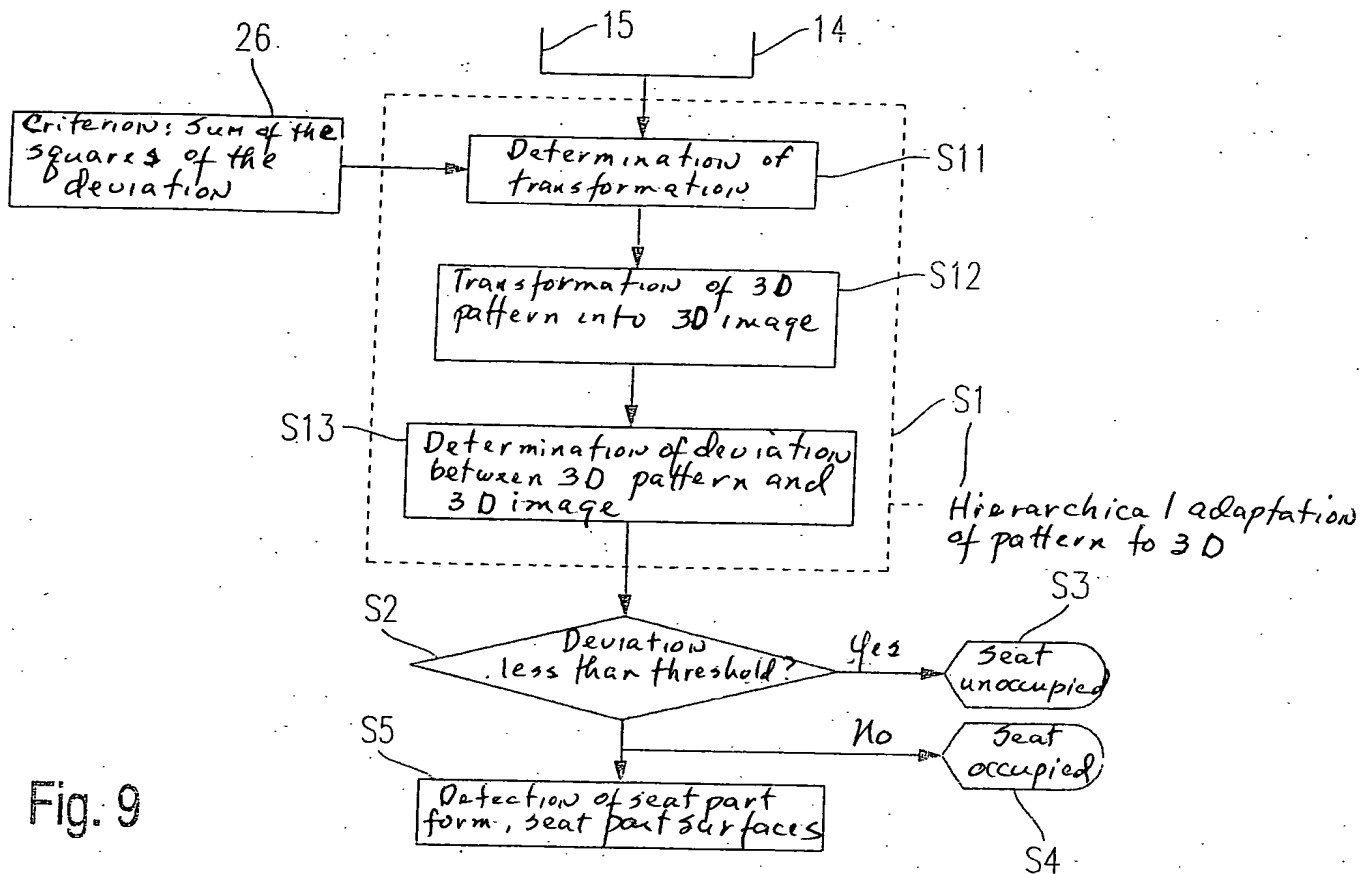 15
14
26
Criterion: Sum of the
squares of the
deviation
Determination of
transformation
S11
Transformation of 3D
pattern into 3D image
S12
S13
Determination of deviation
between 3D pattern and
3D image
S1
Hierarchical adaptation
of pattern to 3D
S2
Deviation
less than threshold?
Yes
S3
Seat
unoccupied
No
Seat
occupied
S4
S5
Detection of seat part
form, seat part surfaces
Fig. 9